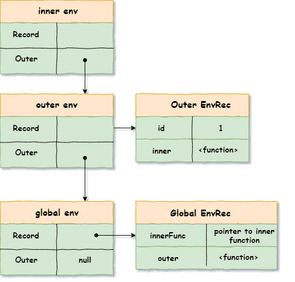 inner env
Record
Outer
outer env
Record
Outer
Outer EnvRec
id 1
inner <function>
global env
Record
Outer null
Global EnvRec
innerFunc pointer to inner
function
outer <function>